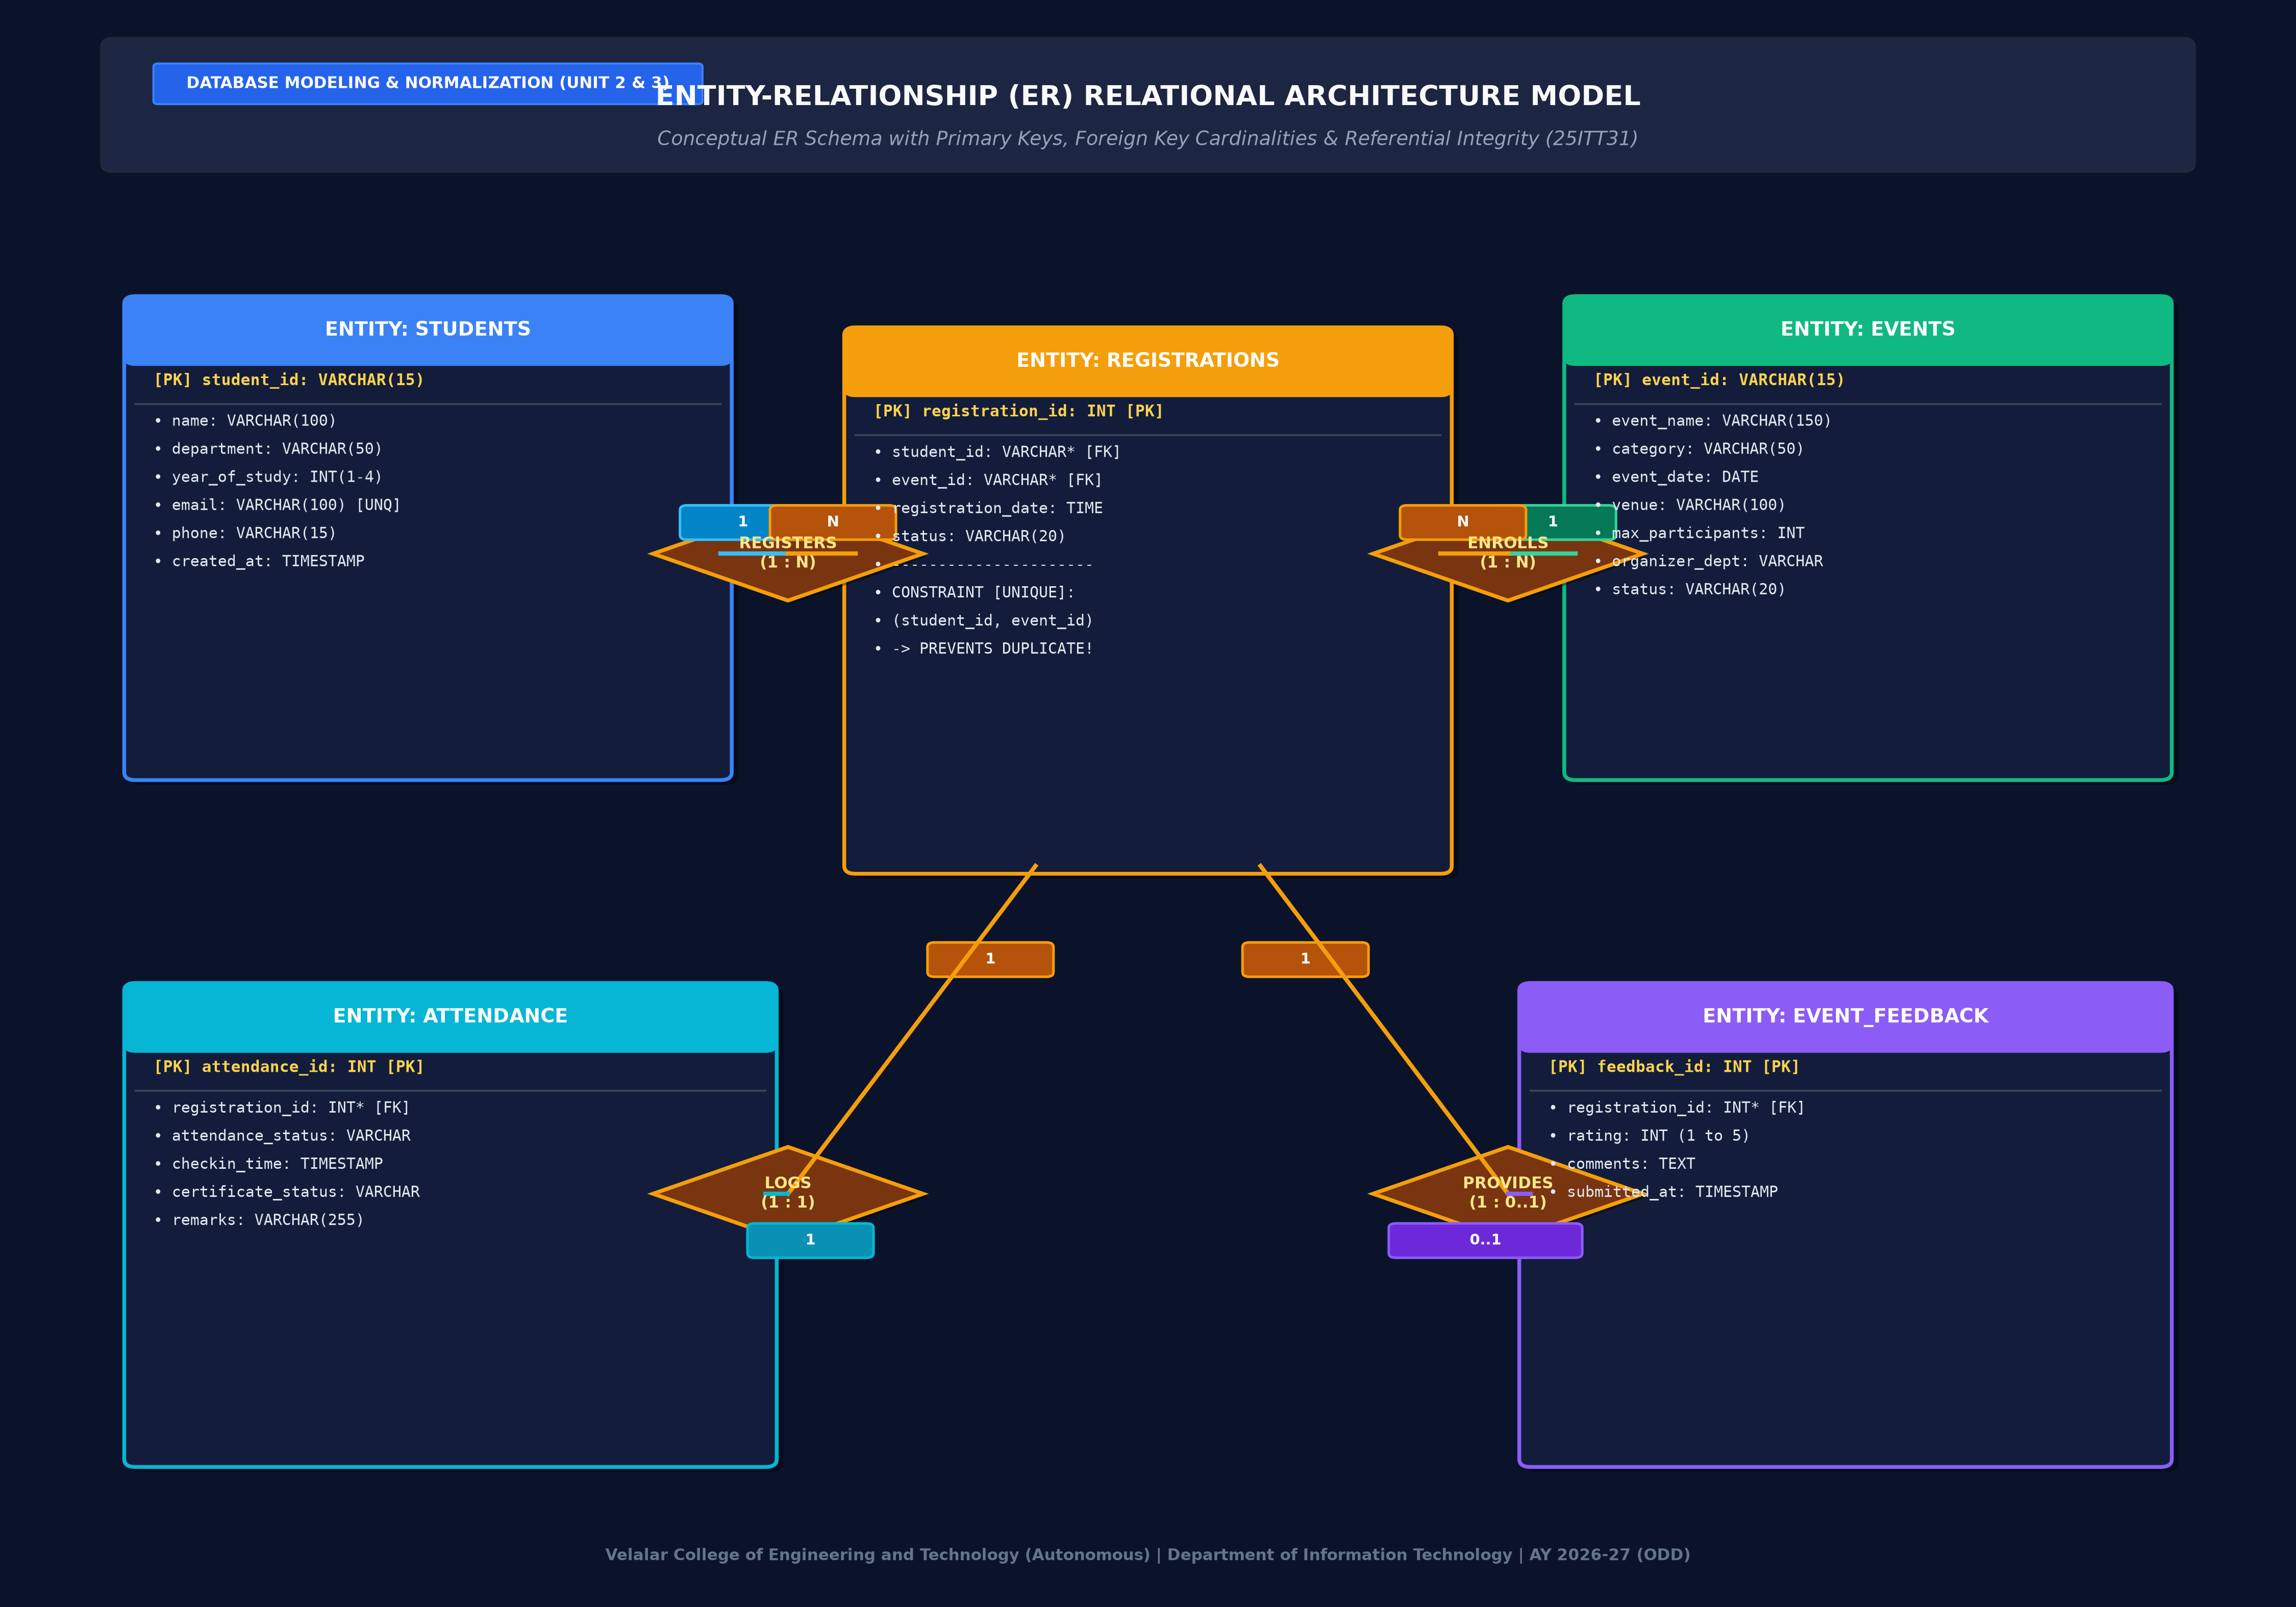 DATABASE MODELING & NORMALIZATION (UNIT 2 & 3)
ENTITY-RELATIONSHIP (ER) RELATIONAL ARCHITECTURE MODEL
Conceptual ER Schema with Primary Keys, Foreign Key Cardinalities & Referential Integrity (25ITT31)
ENTITY: STUDENTS
[PK] student_id: VARCHAR(15)
• name: VARCHAR(100)
• department: VARCHAR(50)
• year_of_study: INT(1-4)
• email: VARCHAR(100) [UNQ]
• phone: VARCHAR(15)
• created_at: TIMESTAMP
1
N
REGISTERS
(1 : N)
ENTITY: REGISTRATIONS
[PK] registration_id: INT [PK]
• student_id: VARCHAR* [FK]
• event_id: VARCHAR* [FK]
• registration_date: TIME
• status: VARCHAR(20)
• ----------------------
• CONSTRAINT [UNIQUE]:
• (student_id, event_id)
• -> PREVENTS DUPLICATE!
N
1
ENROLLS
(1 : N)
ENTITY: EVENTS
[PK] event_id: VARCHAR(15)
• event_name: VARCHAR(150)
• category: VARCHAR(50)
• event_date: DATE
• venue: VARCHAR(100)
• max_participants: INT
• organizer_dept: VARCHAR
• status: VARCHAR(20)
1
1
ENTITY: ATTENDANCE
[PK] attendance_id: INT [PK]
• registration_id: INT* [FK]
• attendance_status: VARCHAR
• checkin_time: TIMESTAMP
• certificate_status: VARCHAR
• remarks: VARCHAR(255)
LOGS
(1 : 1)
1
PROVIDES
(1 : 0..1)
0..1
ENTITY: EVENT_FEEDBACK
[PK] feedback_id: INT [PK]
• registration_id: INT* [FK]
• rating: INT (1 to 5)
• comments: TEXT
• submitted_at: TIMESTAMP
Velalar College of Engineering and Technology (Autonomous) | Department of Information Technology | AY 2026-27 (ODD)